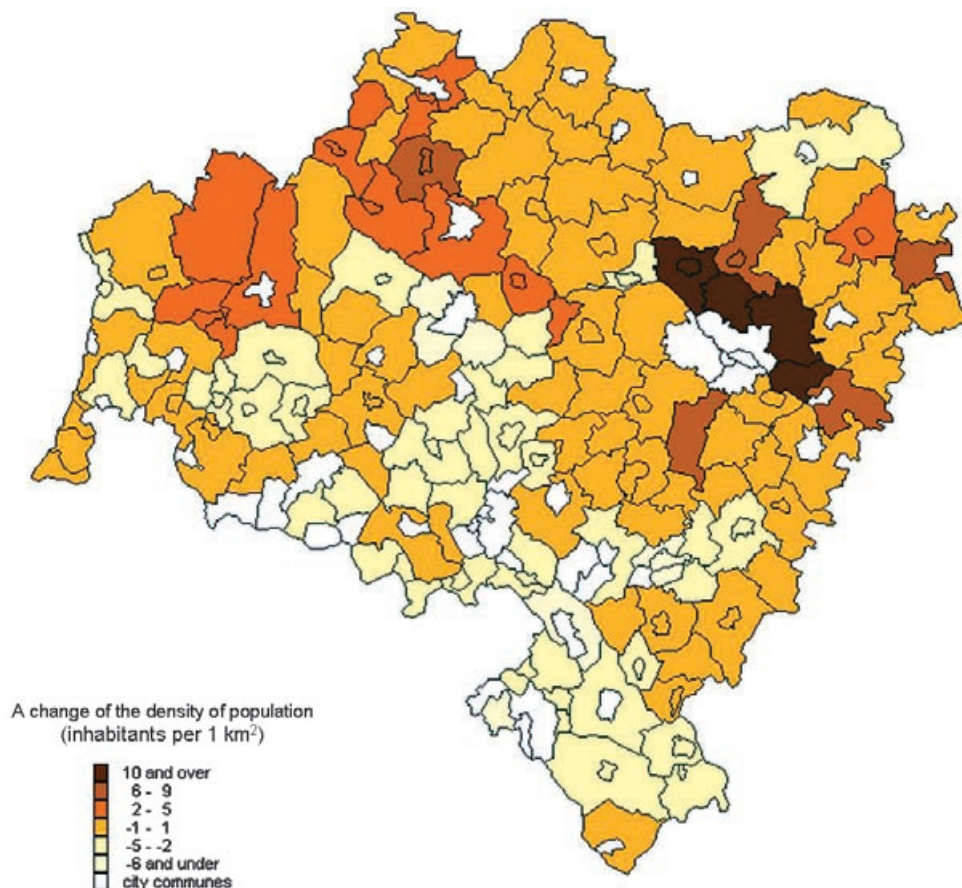 A change of the density of population
(inhabitants per 1 km²)
10 and over
6 - 9
2 - 5
-1 - 1
-5 - -2
-6 and under
city communes